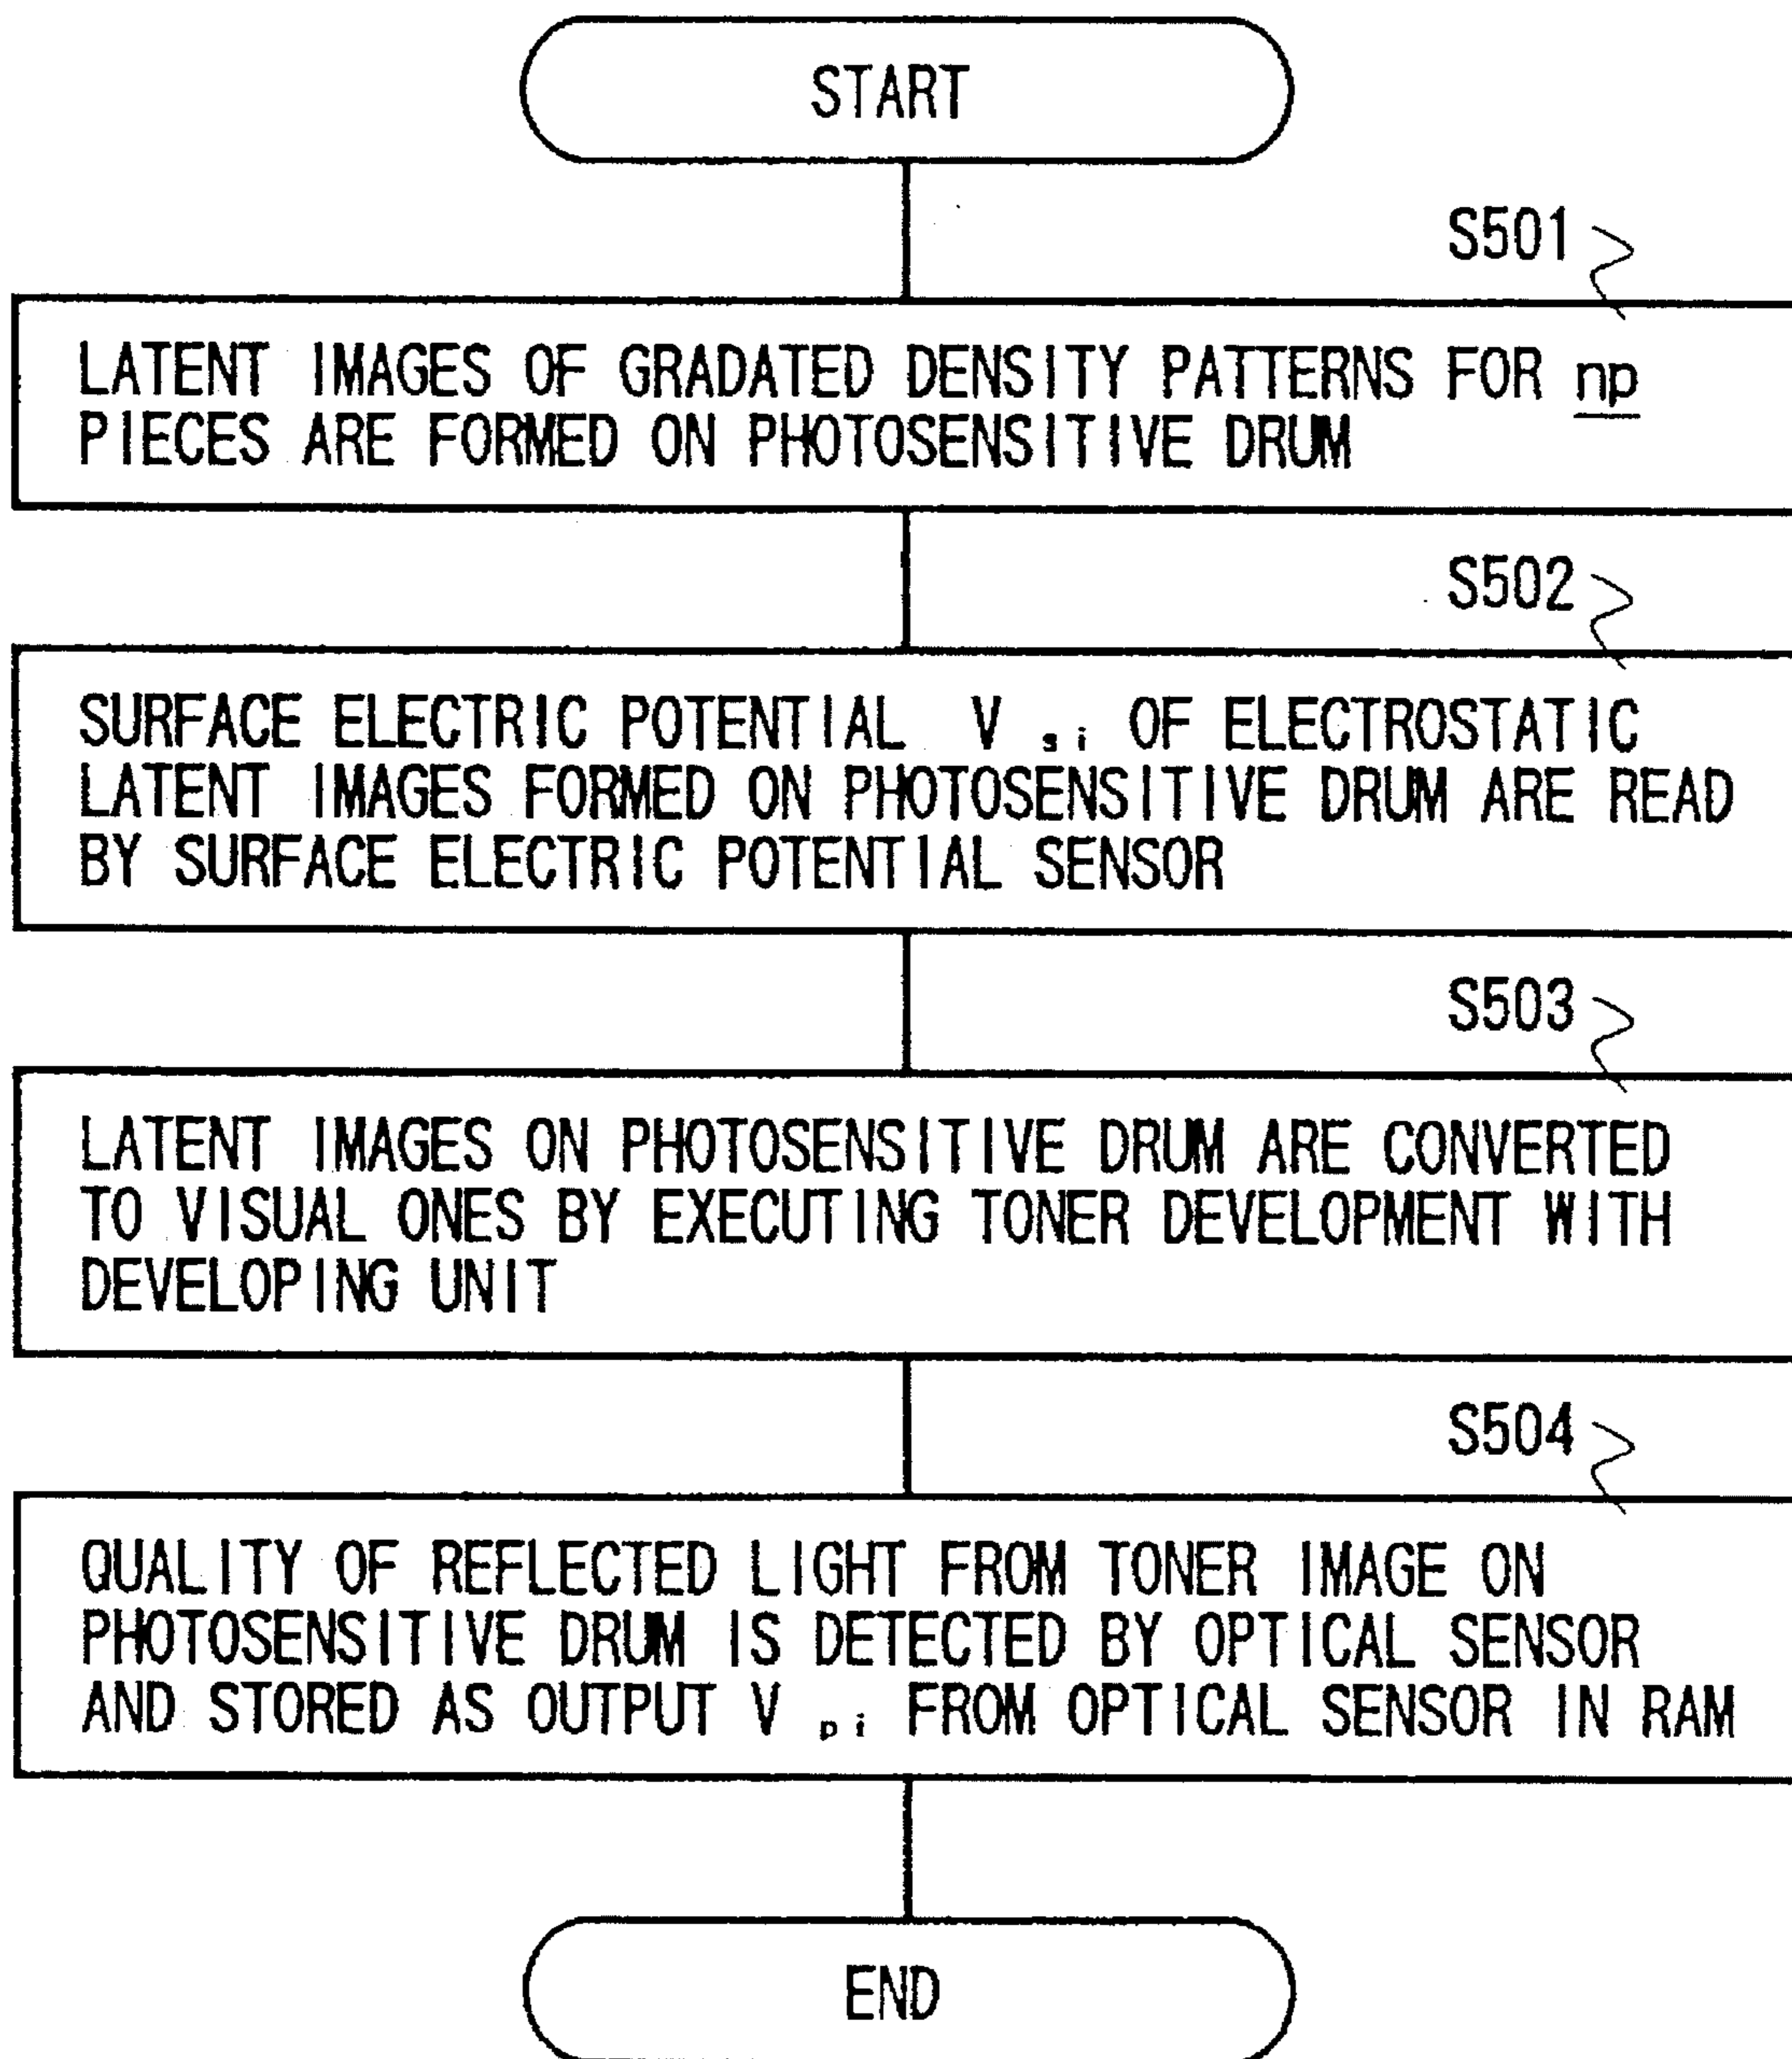 START
S501
LATENT IMAGES OF GRADATED DENSITY PATTERNS FOR np
PIECES ARE FORMED ON PHOTOSENSITIVE DRUM
S502
SURFACE ELECTRIC POTENTIAL V si OF ELECTROSTATIC
LATENT IMAGES FORMED ON PHOTOSENSITIVE DRUM ARE READ
BY SURFACE ELECTRIC POTENTIAL SENSOR
S503
LATENT IMAGES ON PHOTOSENSITIVE DRUM ARE CONVERTED
TO VISUAL ONES BY EXECUTING TONER DEVELOPMENT WITH
DEVELOPING UNIT
S504
QUALITY OF REFLECTED LIGHT FROM TONER IMAGE ON
PHOTOSENSITIVE DRUM IS DETECTED BY OPTICAL SENSOR
AND STORED AS OUTPUT V pi FROM OPTICAL SENSOR IN RAM
END